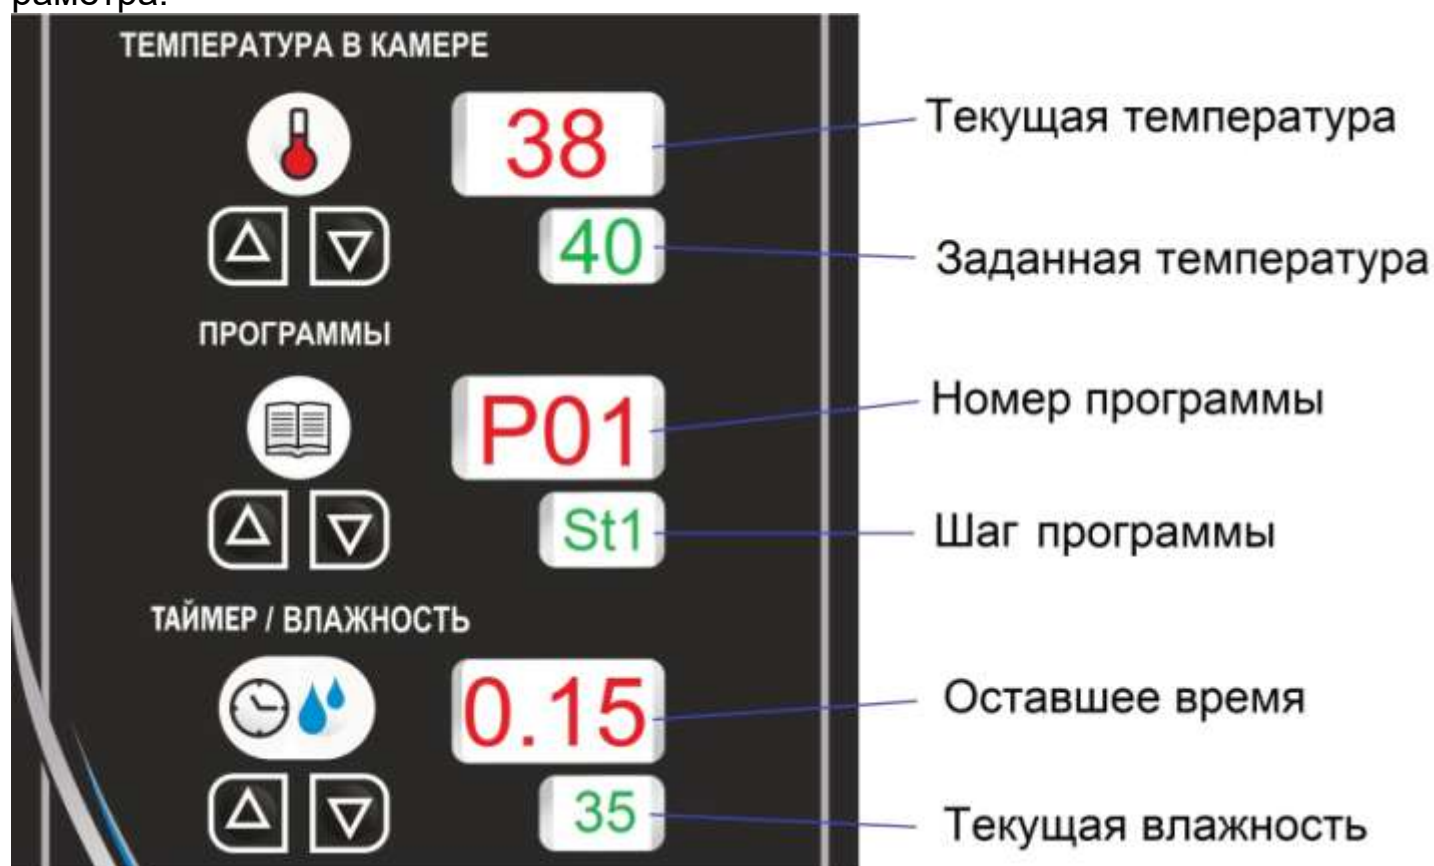 раметра.
ТЕМПЕРАТУРА В КАМЕРЕ
38
Текущая температура
40
Заданная температура
ПРОГРАММЫ
P01
Номер программы
St1
Шаг программы
ТАЙМЕР / ВЛАЖНОСТЬ
0.15
Оставшее время
35
Текущая влажность